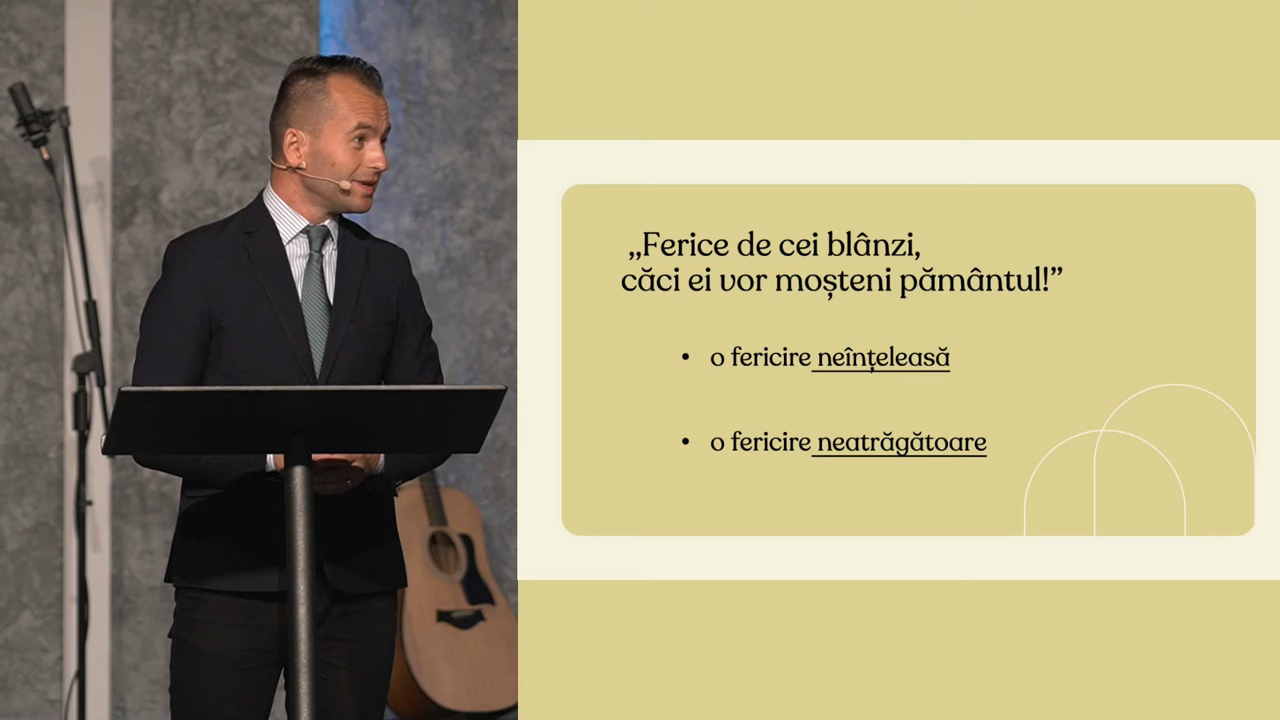 „Ferice de cei blânzi,
căci ei vor moșteni pământul!”
• o fericire neînțeleasă
• o fericire neatrăgătoare